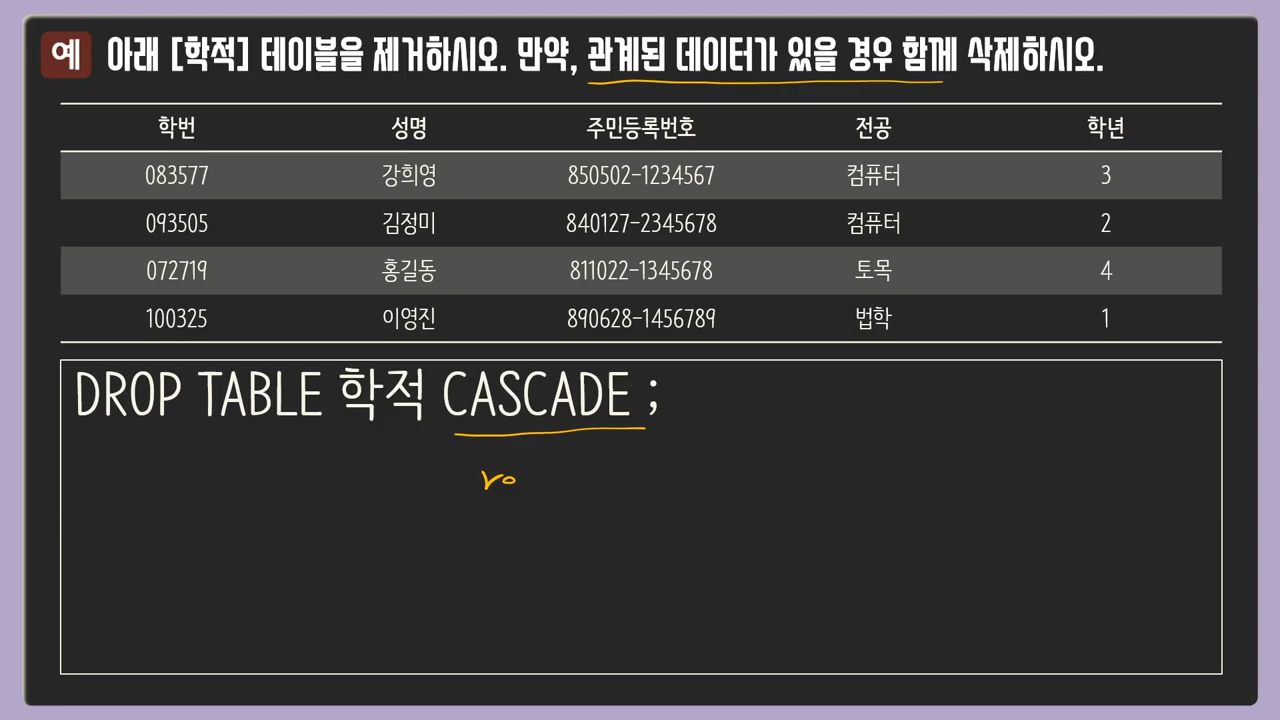 예 아래 [학적] 테이블을 제거하시오. 만약, 관계된 데이터가 있을 경우 함께 삭제하시오.
학번 성명 주민등록번호 전공 학년
083577 강희영 850502-1234567 컴퓨터 3
093505 김정미 840127-2345678 컴퓨터 2
072719 홍길동 811022-1345678 토목 4
100325 이영진 890628-1456789 법학 1
DROP TABLE 학적 CASCADE ;